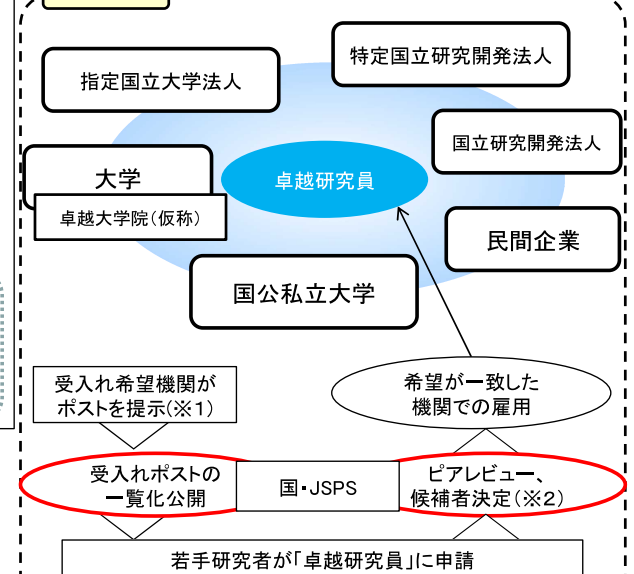 特定国立研究開発法人
指定国立大学法人
国立研究開発法人
大学
卓越研究員
卓越大学院(仮称)
民間企業
国公私立大学
受入れ希望機関が
ポストを提示(※1)
希望が一致した
機関での雇用
受入れポストの
一覧化公開
国・JSPS
ピアレビュー、
候補者決定(※2)
若手研究者が「卓越研究員」に申請